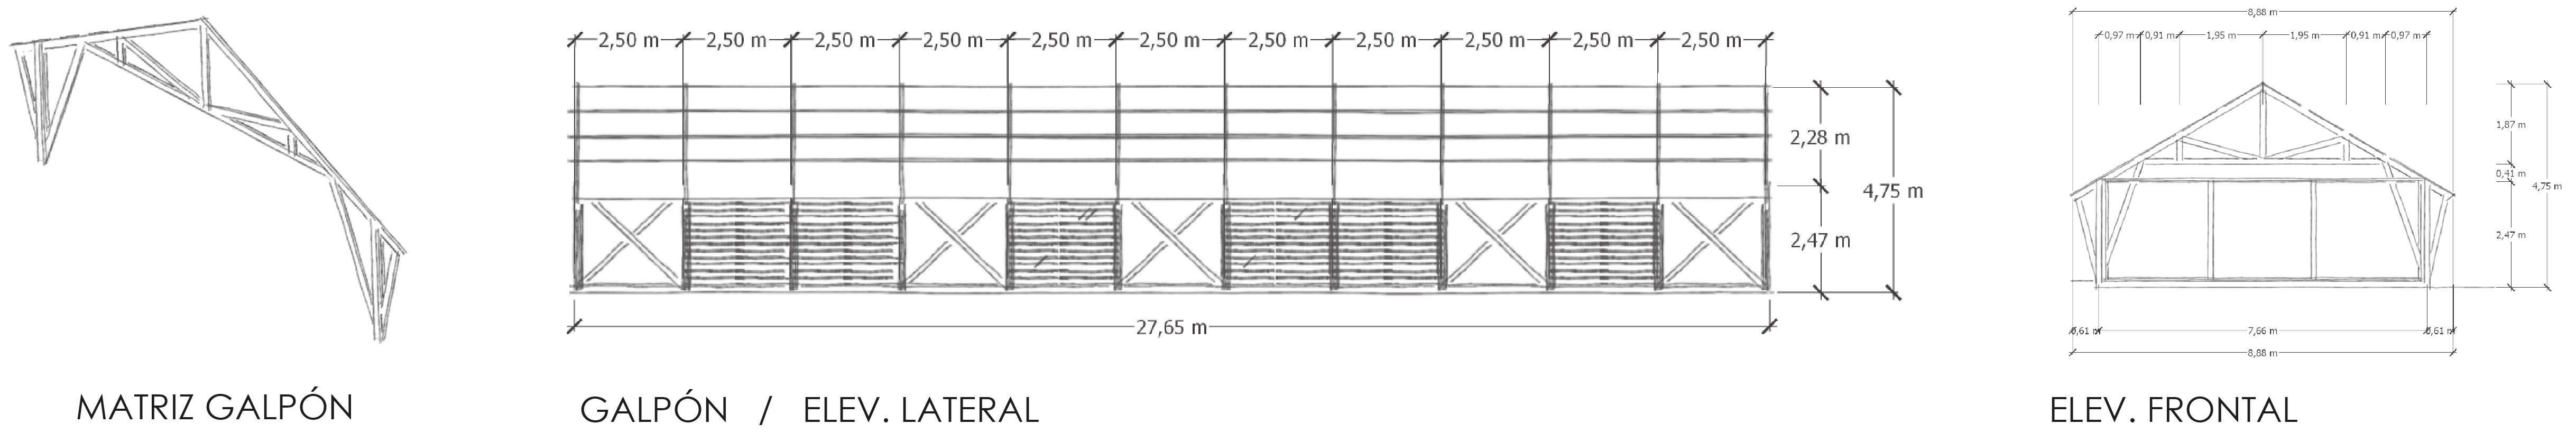 2,50 m 2,50 m 2,50 m 2,50 m 2,50 m 2,50 m 2,50 m 2,50 m 2,50 m 2,50 m 2,50 m
2,28 m
4,75 m
2,47 m
27,65 m
8,88 m
0,97 m 0,91 m 1,95 m 1,95 m 0,91 m 0,97 m
1,87 m
0,41 m
4,75 m
2,47 m
0,61 m 7,66 m 0,61 m
8,88 m
MATRIZ GALPÓN
GALPÓN / ELEV. LATERAL
ELEV. FRONTAL